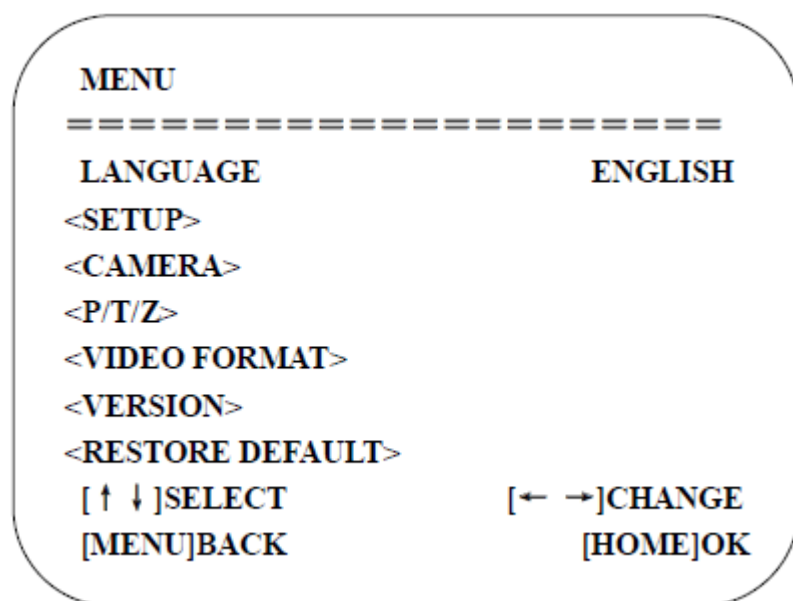 MENU
======================
LANGUAGE ENGLISH
<SETUP>
<CAMERA>
<P/T/Z>
<VIDEO FORMAT>
<VERSION>
<RESTORE DEFAULT>
[↑ ↓]SELECT [← →]CHANGE
[MENU]BACK [HOME]OK